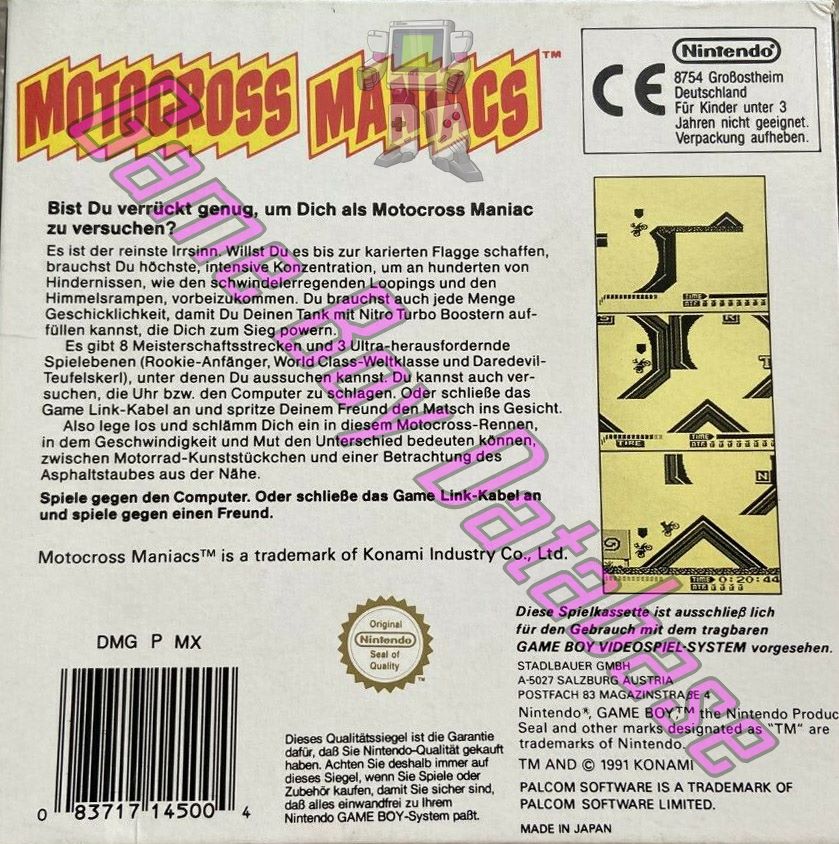 MOTOCROSS MANIACS™
Nintendo®
CE
8754 Großostheim
Deutschland
Für Kinder unter 3
Jahren nicht geeignet.
Verpackung aufheben.
Bist Du verrückt genug, um Dich als Motocross Maniac
zu versuchen?
Es ist der reinste Irrsinn. Willst Du es bis zur karierten Flagge schaffen,
brauchst Du höchste, intensive Konzentration, um an hunderten von
Hindernissen, wie den schwindelerregenden Loopings und den
Himmelsrampen, vorbeizukommen. Du brauchst auch jede Menge
Geschicklichkeit, damit Du Deinen Tank mit Nitro Turbo Boostern auf-
füllen kannst, die Dich zum Sieg powern.
Es gibt 8 Meisterschaftsstrecken und 3 Ultra-herausfordernde
Spielebenen (Rookie-Anfänger, World Class-Weltklasse und Daredevil-
Teufelskerl), unter denen Du aussuchen kannst. Du kannst auch ver-
suchen, die Uhr bzw. den Computer zu schlagen. Oder schließe das
Game Link-Kabel an und spritze Deinem Freund den Matsch ins Gesicht.
Also lege los und schlämm Dich ein in diesem Motocross-Rennen,
in dem Geschwindigkeit und Mut den Unterschied bedeuten können,
zwischen Motorrad-Kunststückchen und einer Betrachtung des
Asphaltstaubes aus der Nähe.
Spiele gegen den Computer. Oder schließe das Game Link-Kabel an
und spiele gegen einen Freund.
Motocross Maniacs™ is a trademark of Konami Industry Co., Ltd.
TIME
TIME
TIME 0:20:44
Diese Spielkassette ist ausschließ lich
für den Gebrauch mit dem tragbaren
GAME BOY VIDEOSPIEL-SYSTEM vorgesehen.
STADLBAUER GMBH
A-5027 SALZBURG AUSTRIA
POSTFACH 83 MAGAZINSTRAßE 4
Nintendo®, GAME BOY™ the Nintendo Produc
Seal and other marks designated as "TM" are
trademarks of Nintendo.
TM AND © 1991 KONAMI
PALCOM SOFTWARE IS A TRADEMARK OF
PALCOM SOFTWARE LIMITED.
MADE IN JAPAN
DMG P MX
Original
Nintendo
Seal of
Quality
™
Dieses Qualitätssiegel ist die Garantie
dafür, daß Sie Nintendo-Qualität gekauft
haben. Achten Sie deshalb immer auf
dieses Siegel, wenn Sie Spiele oder
Zubehör kaufen, damit Sie sicher sind,
daß alles einwandfrei zu Ihrem
Nintendo GAME BOY-System paßt.
0 83717 14500 4
Game Boy Database